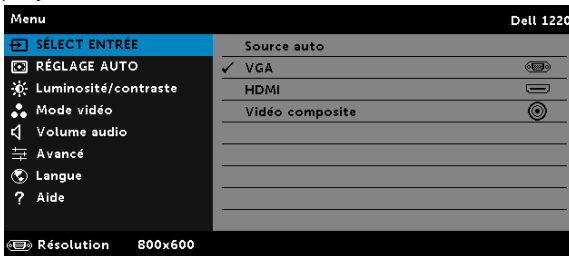 Menu Dell 1220
SÉLECT ENTRÉE
RÉGLAGE AUTO
Luminosité/contraste
Mode vidéo
Volume audio
Avancé
Langue
? Aide
Source auto
✓ VGA
HDMI
Vidéo composite
Résolution 800x600